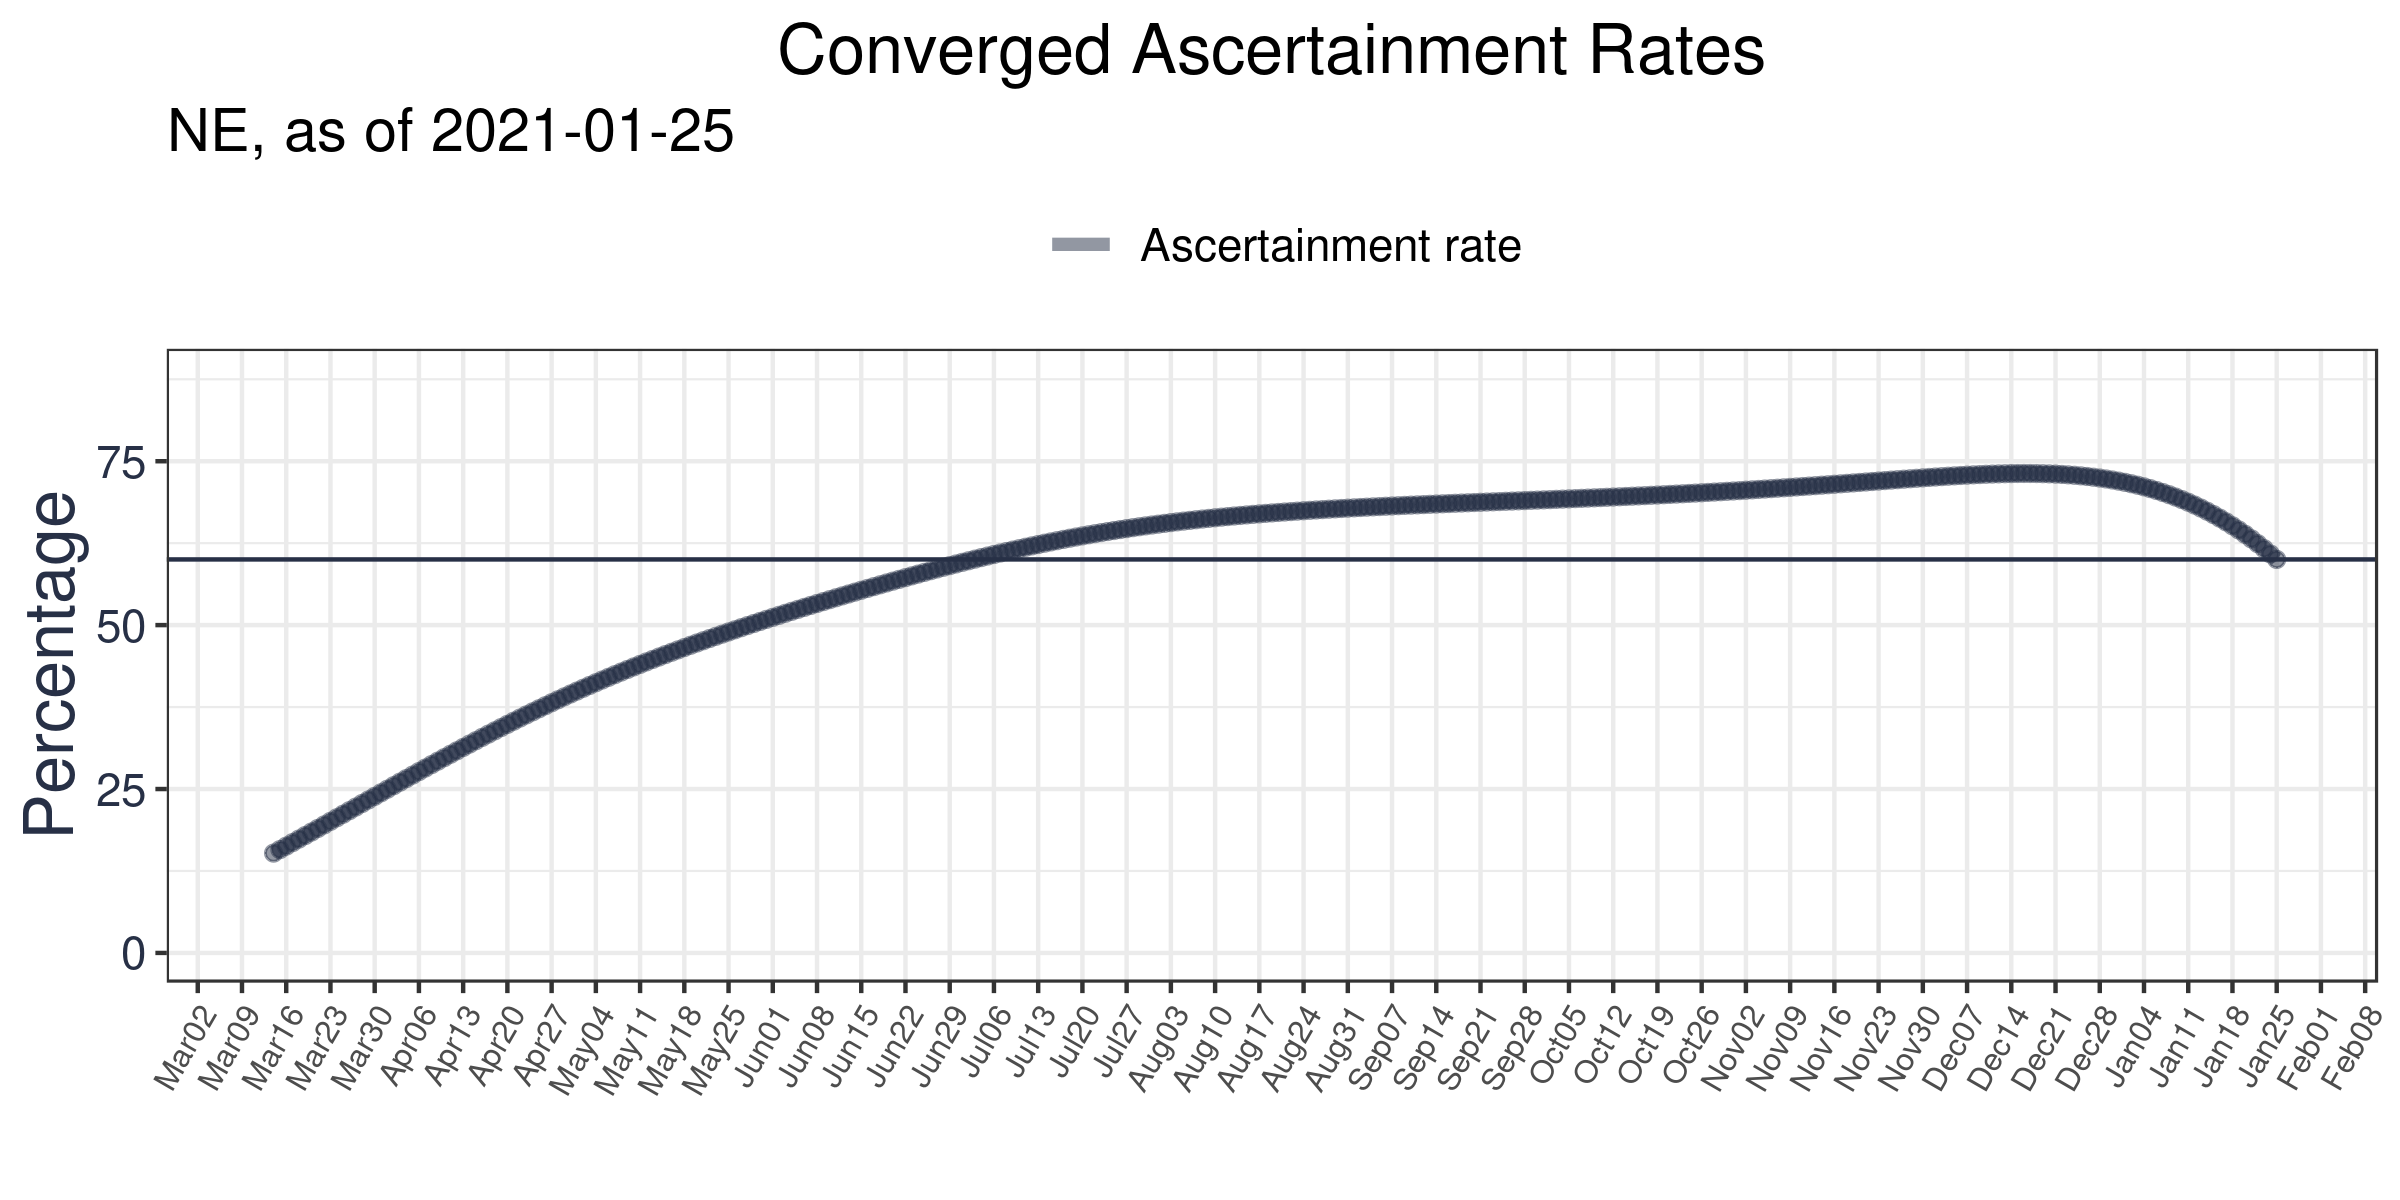 Converged Ascertainment Rates
NE, as of 2021-01-25
Ascertainment rate
Percentage
75
50
25
0
Mar02
Mar09
Mar16
Mar23
Mar30
Apr06
Apr13
Apr20
Apr27
May04
May11
May18
May25
Jun01
Jun08
Jun15
Jun22
Jun29
Jul06
Jul13
Jul20
Jul27
Aug03
Aug10
Aug17
Aug24
Aug31
Sep07
Sep14
Sep21
Sep28
Oct05
Oct12
Oct19
Oct26
Nov02
Nov09
Nov16
Nov23
Nov30
Dec07
Dec14
Dec21
Dec28
Jan04
Jan11
Jan18
Jan25
Feb01
Feb08